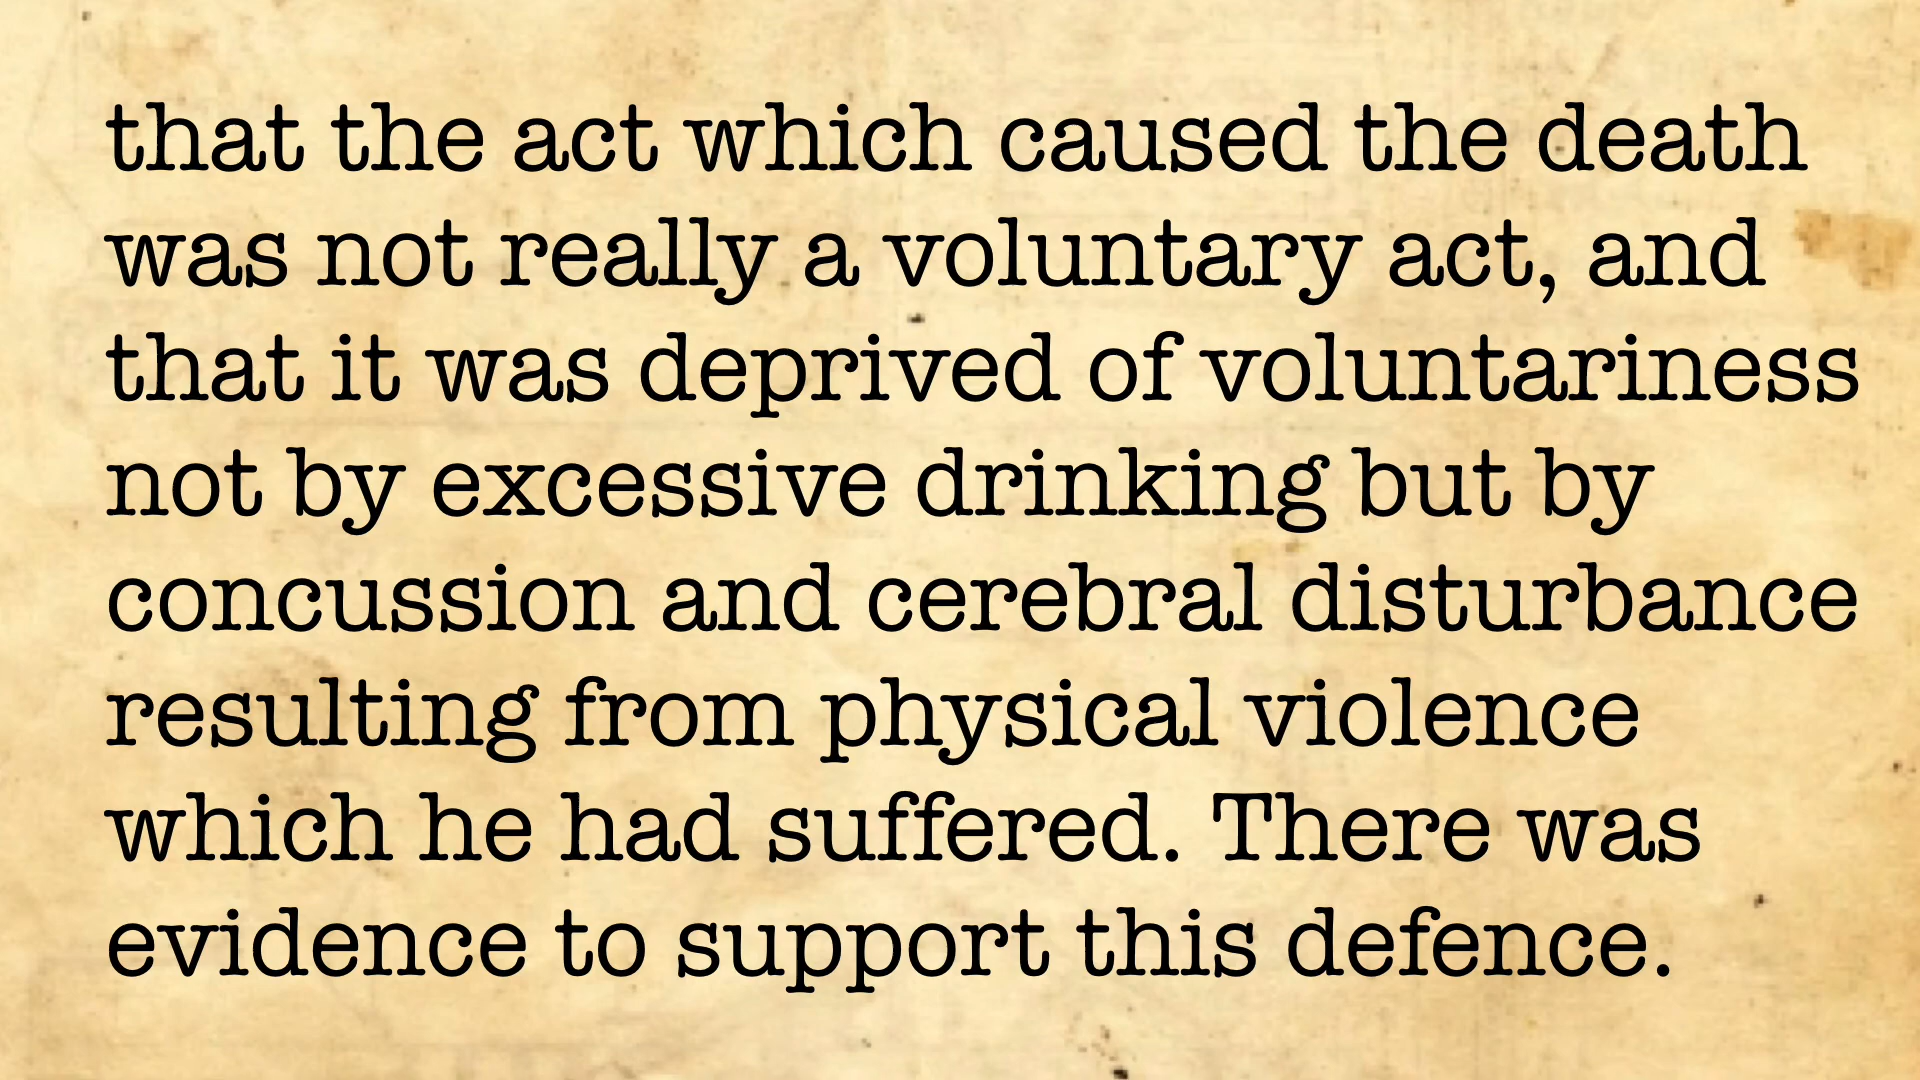 that the act which caused the death
was not really a voluntary act, and
that it was deprived of voluntariness
not by excessive drinking but by
concussion and cerebral disturbance
resulting from physical violence
which he had suffered. There was
evidence to support this defence.